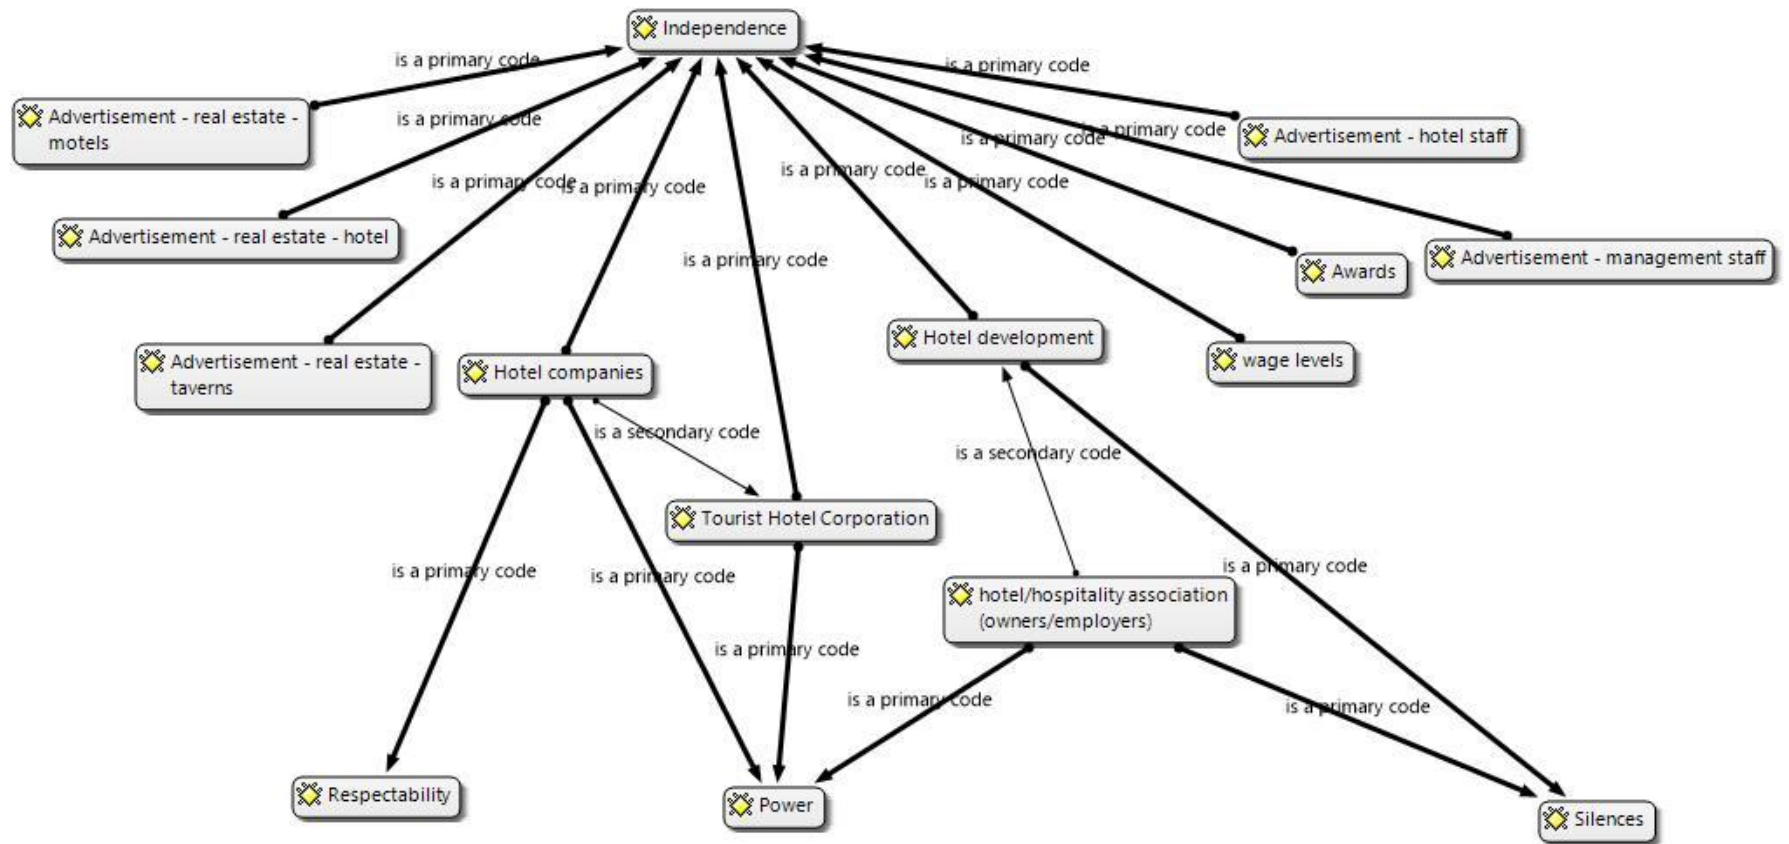 Independence
is a primary code
is a primary code
Advertisement - real estate -
motels
is a primary code
is a primary code
is a primary code
Advertisement - hotel staff
is a primary code
is a primary code
is a primary code
is a primary code
Advertisement - real estate - hotel
Advertisement - management staff
is a primary code
Awards
Hotel development
Advertisement - real estate -
taverns
Hotel companies
wage levels
is a secondary code
is a secondary code
Tourist Hotel Corporation
is a primary code
is a primary code
is a primary code
hotel/hospitality association
(owners/employers)
is a primary code
is a primary code
is a primary code
Respectability
Power
Silences